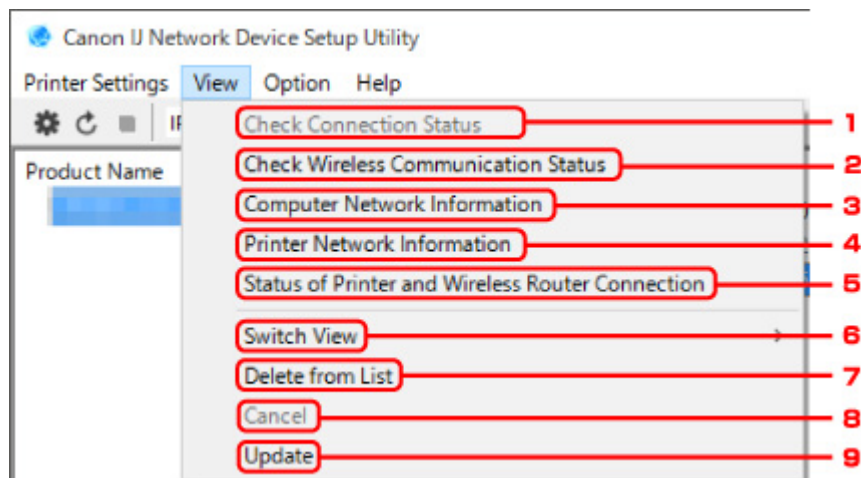 Canon IJ Network Device Setup Utility
Printer Settings View Option Help
Check Connection Status 1
Product Name Check Wireless Communication Status 2
Computer Network Information 3
Printer Network Information 4
Status of Printer and Wireless Router Connection 5
Switch View 6
Delete from List 7
Cancel 8
Update 9